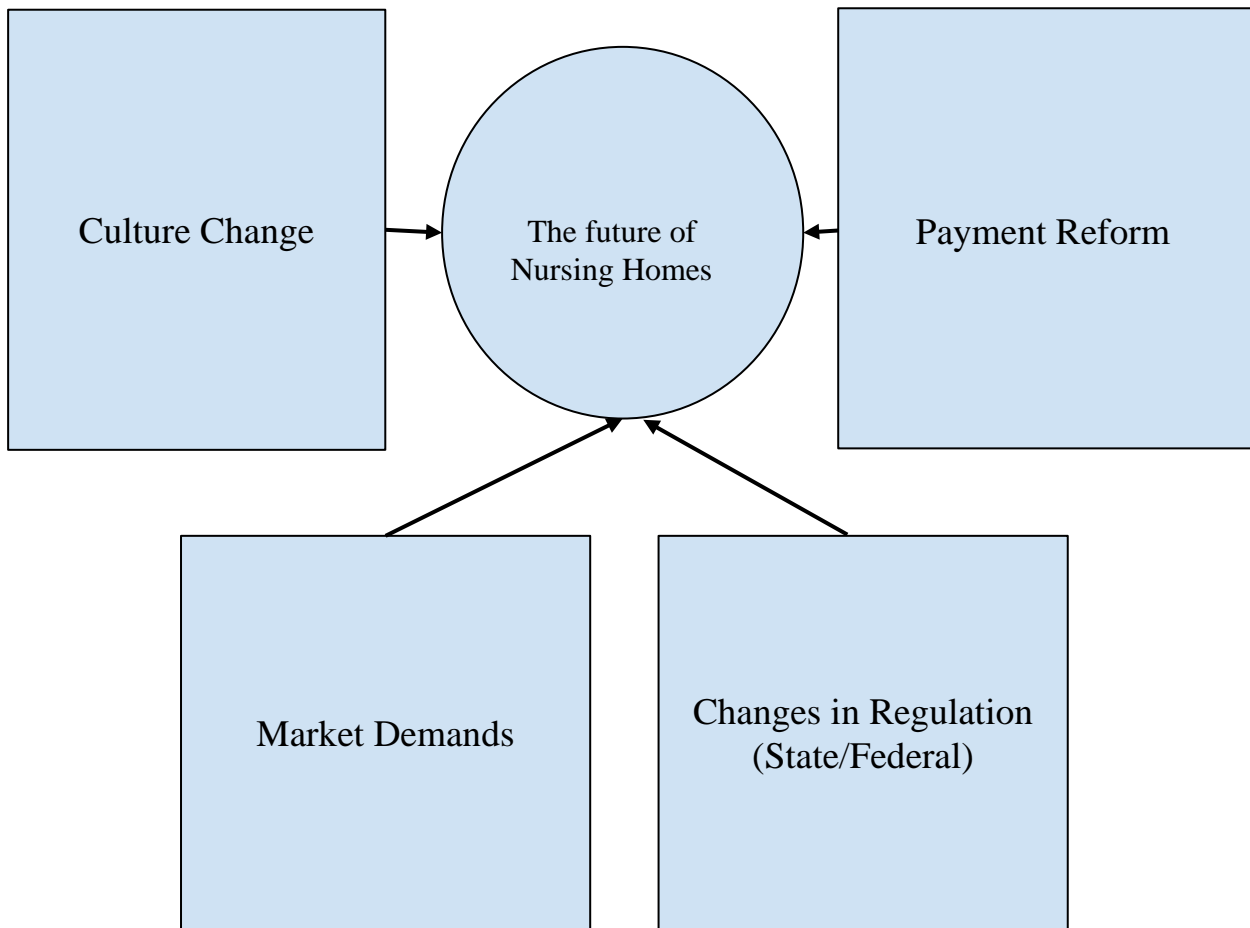 Culture Change
The future of
Nursing Homes
Payment Reform
Market Demands
Changes in Regulation
(State/Federal)